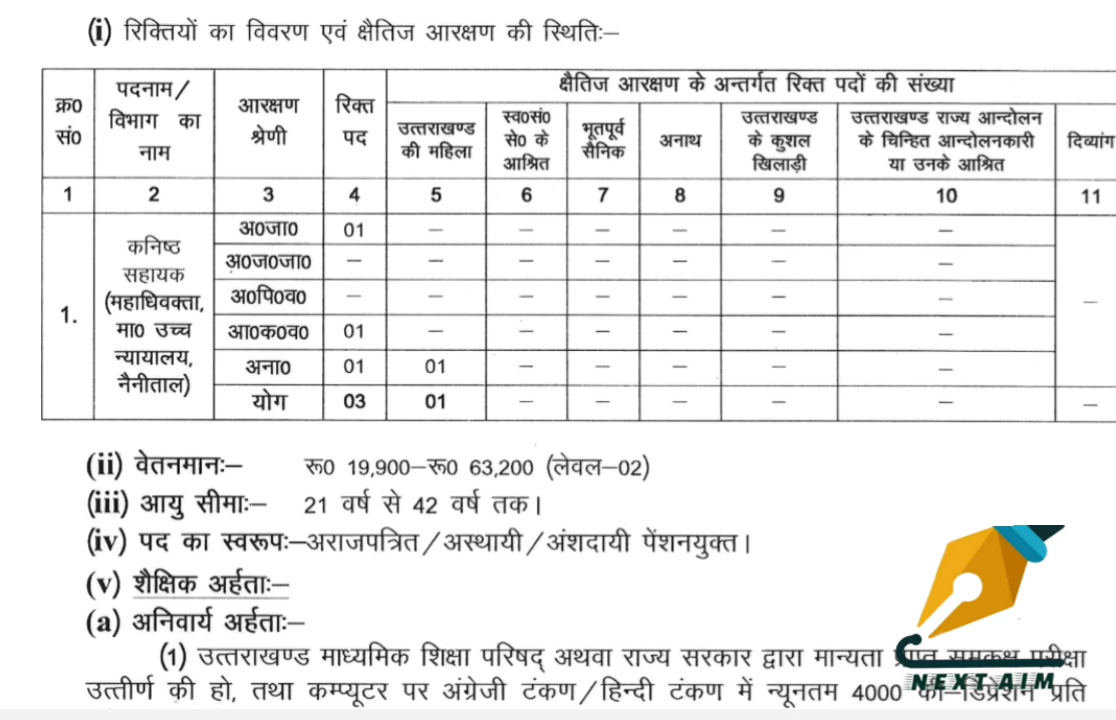 (i) रिक्तियों का विवरण एवं क्षैतिज आरक्षण की स्थितिः–
क्र0 सं0 | पदनाम/ विभाग का नाम | आरक्षण श्रेणी | रिक्त पद | क्षैतिज आरक्षण के अन्तर्गत रिक्त पदों की संख्या
उत्तराखण्ड की महिला | स्व0सं0 से0 के आश्रित | भूतपूर्व सैनिक | अनाथ | उत्तराखण्ड के कुशल खिलाड़ी | उत्तराखण्ड राज्य आन्दोलन के चिन्हित आन्दोलनकारी या उनके आश्रित | दिव्यांग
1 | 2 | 3 | 4 | 5 | 6 | 7 | 8 | 9 | 10 | 11
1. | कनिष्ठ सहायक (महाधिवक्ता, मा0 उच्च न्यायालय, नैनीताल) | अ0जा0 | 01 | – | – | – | – | – | – | –
अ0ज0जा0 | – | – | – | – | – | – | –
अ0पि0व0 | – | – | – | – | – | – | –
आ0क0व0 | 01 | – | – | – | – | – | –
अना0 | 01 | 01 | – | – | – | – | –
योग | 03 | 01 | – | – | – | – | – | –
(ii) वेतनमानः– रू0 19,900–रू0 63,200 (लेवल–02)
(iii) आयु सीमाः– 21 वर्ष से 42 वर्ष तक।
(iv) पद का स्वरूपः–अराजपत्रित/अस्थायी/अंशदायी पेंशनयुक्त।
(v) शैक्षिक अर्हताः–
(a) अनिवार्य अर्हताः–
(1) उत्तराखण्ड माध्यमिक शिक्षा परिषद् अथवा राज्य सरकार द्वारा मान्यता प्राप्त समकक्ष परीक्षा
उत्तीर्ण की हो, तथा कम्प्यूटर पर अंग्रेजी टंकण/हिन्दी टंकण में न्यूनतम 4000 की–डिप्रेशन प्रति
NEXT AIM